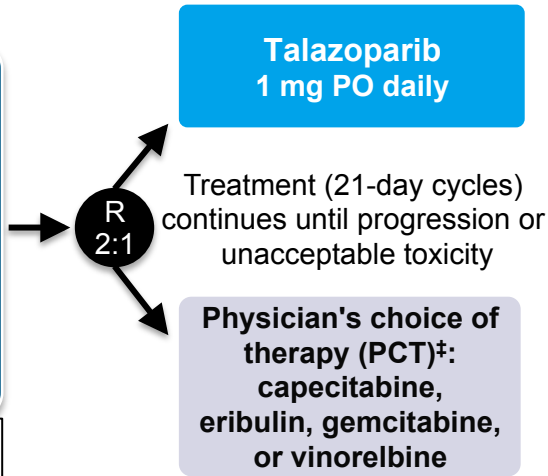 Talazoparib
1 mg PO daily
R
2:1
Treatment (21-day cycles)
continues until progression or
unacceptable toxicity
Physician's choice of
therapy (PCT)‡:
capecitabine,
eribulin, gemcitabine,
or vinorelbine